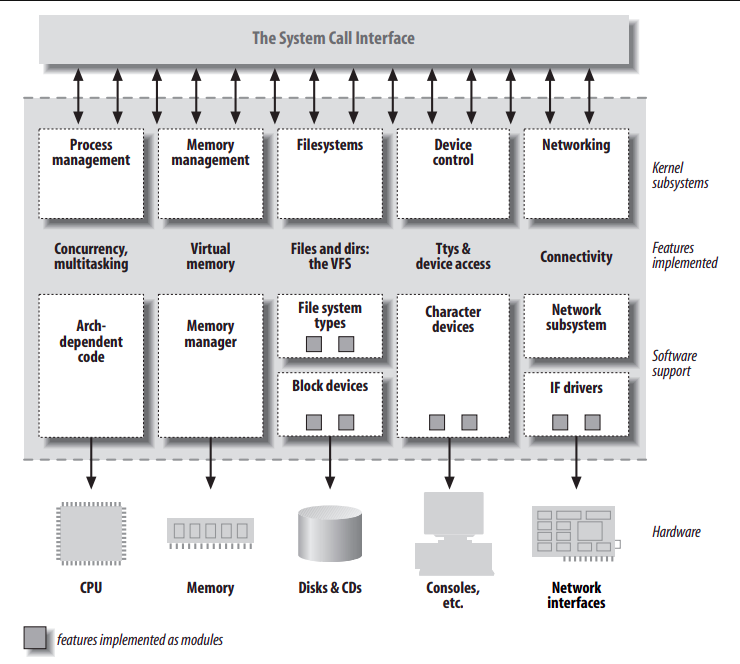 The System Call Interface
Process
management
Memory
management
Filesystems
Device
control
Networking
Kernel
subsystems
Concurrency,
multitasking
Virtual
memory
Files and dirs:
the VFS
Ttys &
device access
Connectivity
Features
implemented
Arch-
dependent
code
Memory
manager
File system
types
Block devices
Character
devices
Network
subsystem
IF drivers
Software
support
Hardware
CPU
Memory
Disks & CDs
Consoles,
etc.
Network
interfaces
features implemented as modules